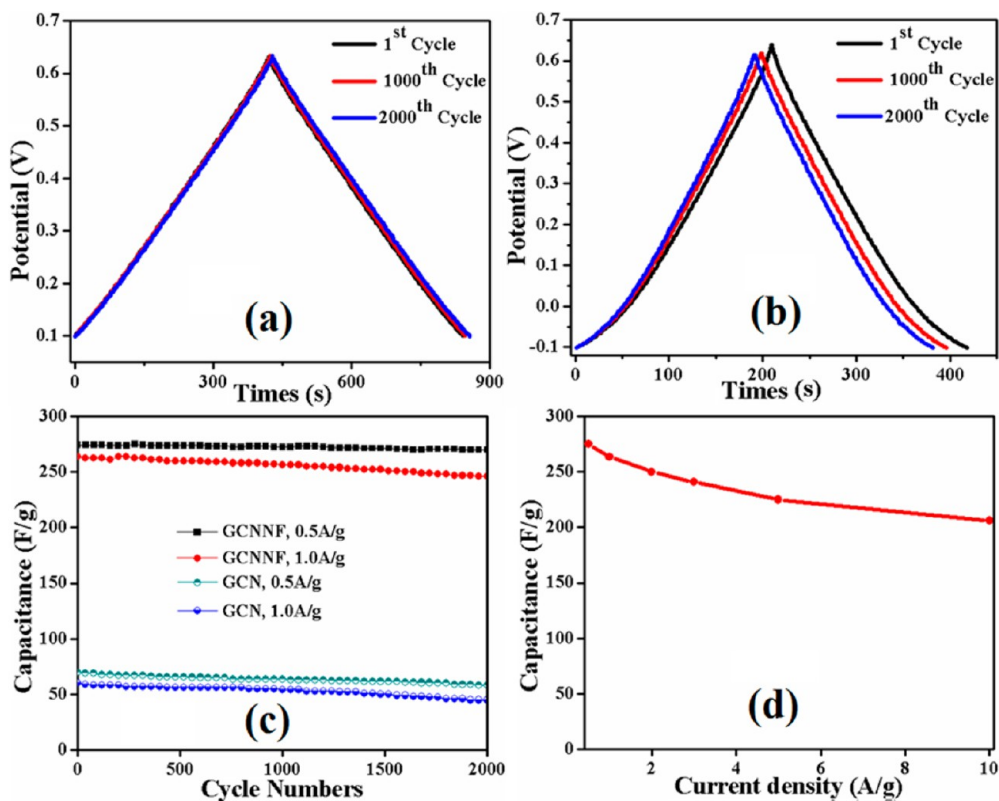 0.7
0.6
0.5
0.4
0.3
0.2
0.1
Potential (V)
1st Cycle
1000th Cycle
2000th Cycle
(a)
0 300 600 900
Times (s)
0.7
0.6
0.5
0.4
0.3
0.2
0.1
0.0
-0.1
Potential (V)
1st Cycle
1000th Cycle
2000th Cycle
(b)
0 100 200 300 400
Times (s)
300
250
200
150
100
50
0
Capacitance (F/g)
GCNNF, 0.5A/g
GCNNF, 1.0A/g
GCN, 0.5A/g
GCN, 1.0A/g
(c)
0 500 1000 1500 2000
Cycle Numbers
300
250
200
150
100
50
0
Capacitance (F/g)
(d)
2 4 6 8 10
Current density (A/g)